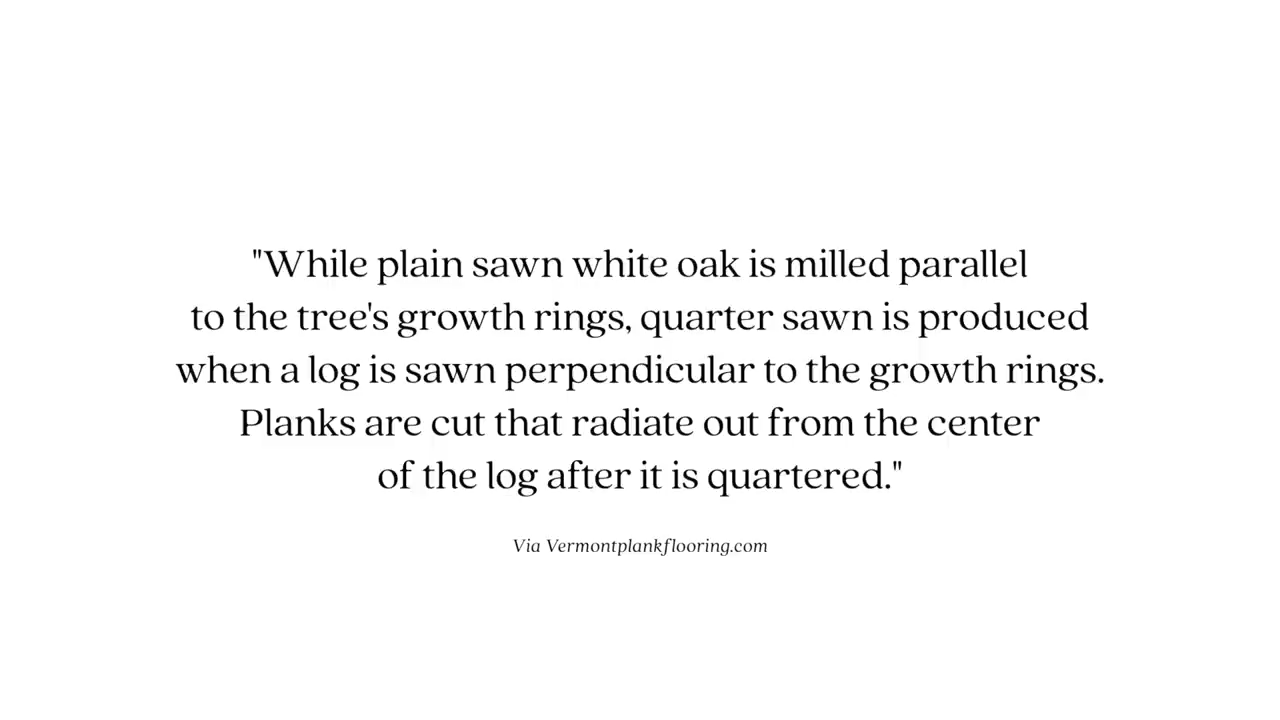 "While plain sawn white oak is milled parallel
to the tree's growth rings, quarter sawn is produced
when a log is sawn perpendicular to the growth rings.
Planks are cut that radiate out from the center
of the log after it is quartered."
Via Vermontplankflooring.com